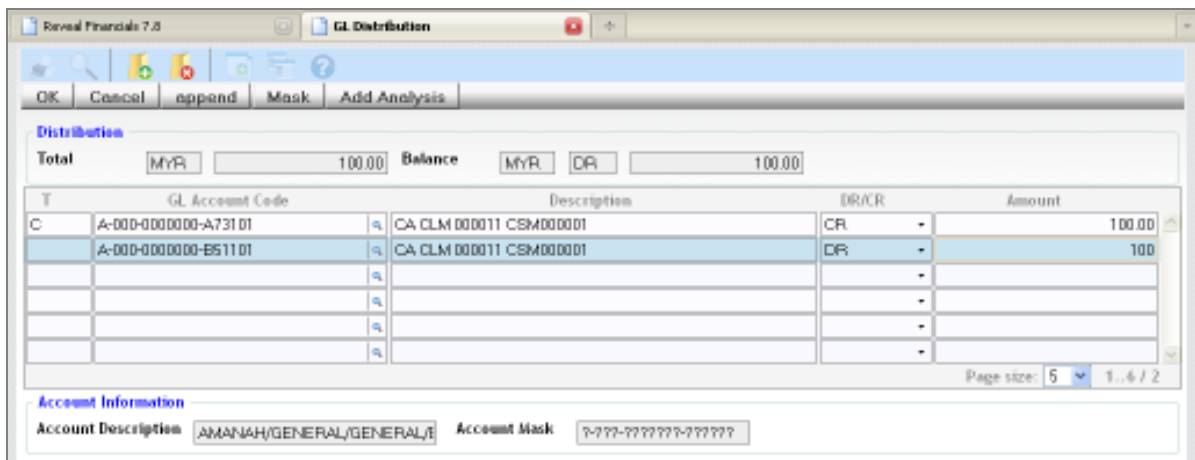 Reveal Financials 7.8 GL Distribution
OK Cancel append Mask Add Analysis
Distribution
Total MYR 100.00 Balance MYR DR 100.00
T GL Account Code Description DR/CR Amount
C A-000-0000000-A73101 CA CLM 000011 CSM000001 CR 100.00
A-000-0000000-B51101 CA CLM 000011 CSM000001 DR 100
Page size: 5 1..6 / 2
Account Information
Account Description AMANAH/GENERAL/GENERAL/E Account Mask ?-???-???????-??????